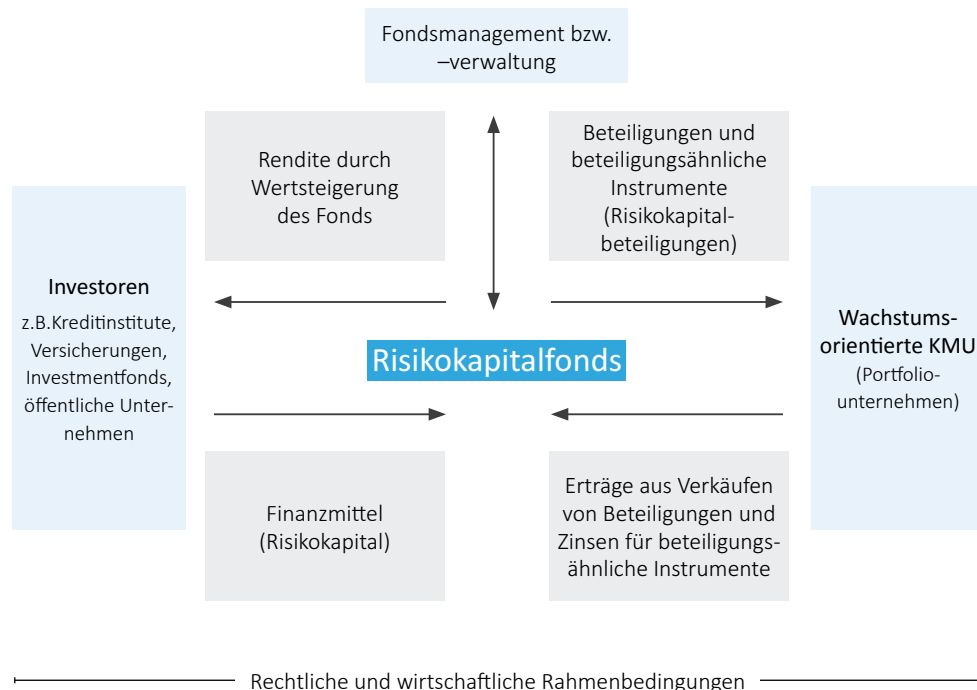 Fondsmanagement bzw.
–verwaltung
Rendite durch
Wertsteigerung
des Fonds
Beteiligungen und
beteiligungsähnliche
Instrumente
(Risikokapital-
beteiligungen)
Investoren
z.B.Kreditinstitute,
Versicherungen,
Investmentfonds,
öffentliche Unter-
nehmen
Risikokapitalfonds
Wachstums-
orientierte KMU
(Portfolio-
unternehmen)
Finanzmittel
(Risikokapital)
Erträge aus Verkäufen
von Beteiligungen und
Zinsen für beteiligungs-
ähnliche Instrumente
Rechtliche und wirtschaftliche Rahmenbedingungen